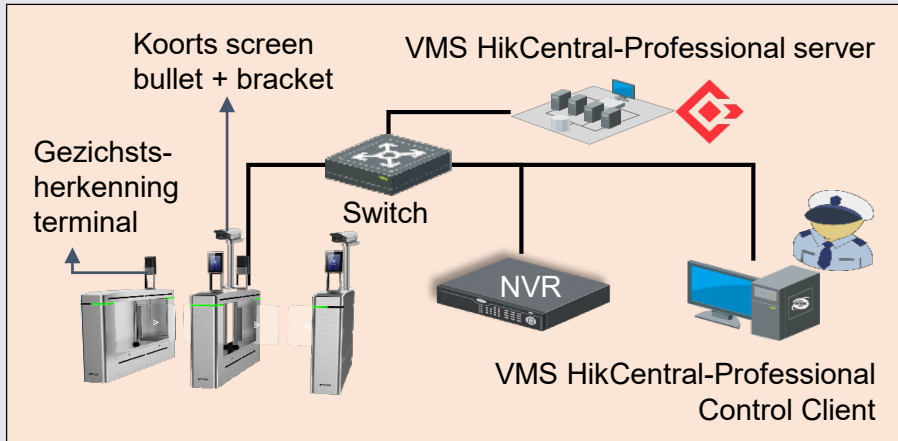 Koorts screen
bullet + bracket
VMS HikCentral-Professional server
Gezichsts-
herkenning
terminal
Switch
NVR
VMS HikCentral-Professional
Control Client